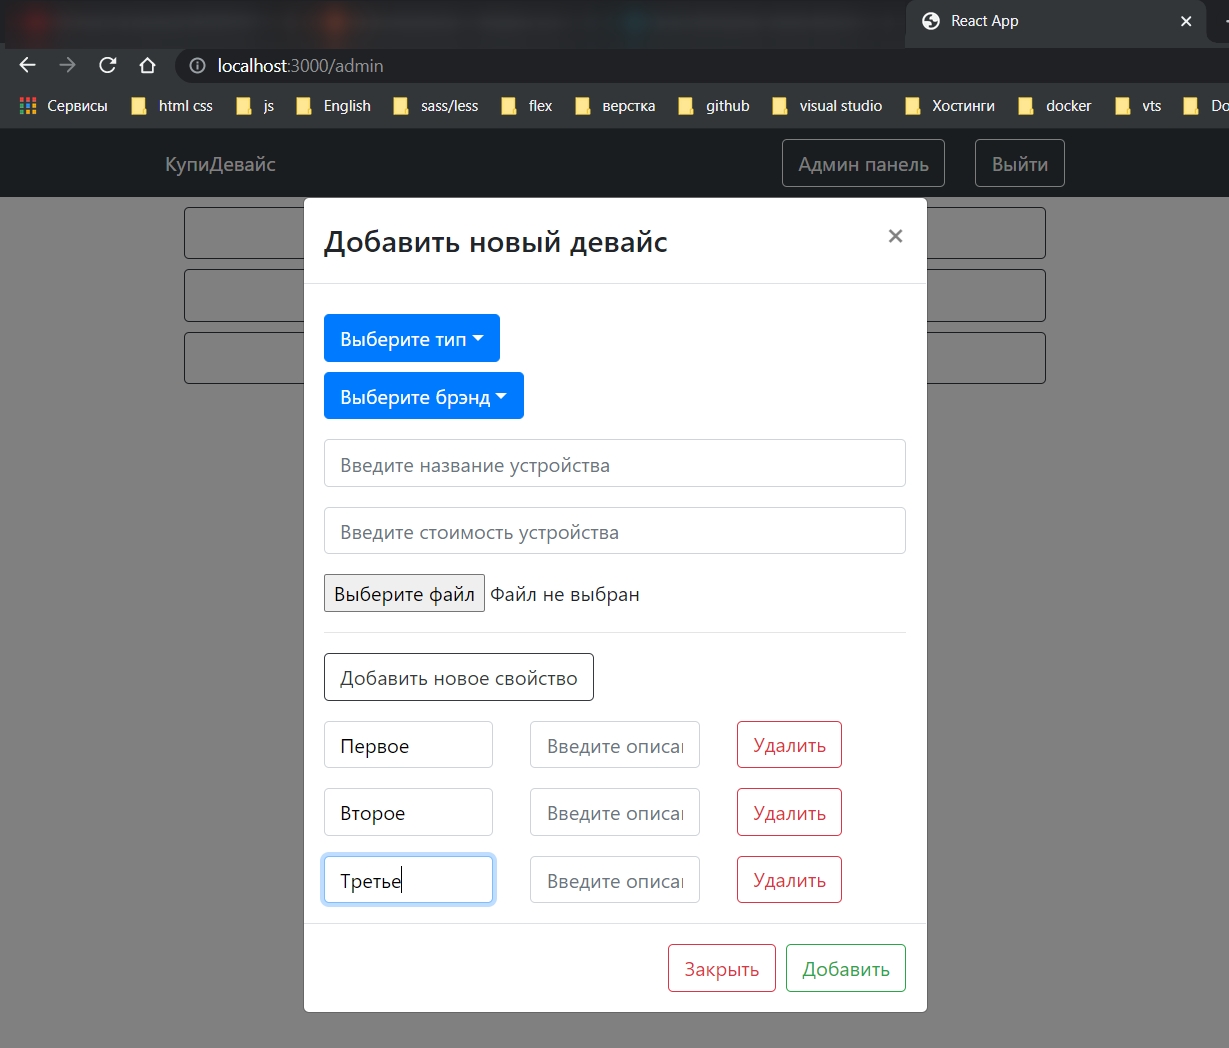 React App
localhost:3000/admin
Сервисы html css js English sass/less flex верстка github visual studio Хостинги docker vts
КупиДевайс Админ панель Выйти
Добавить новый девайс ×
Выберите тип
Выберите брэнд
Введите название устройства
Введите стоимость устройства
Выберите файл Файл не выбран
Добавить новое свойство
Первое Введите описа Удалить
Второе Введите описа Удалить
Третье Введите описа Удалить
Закрыть Добавить